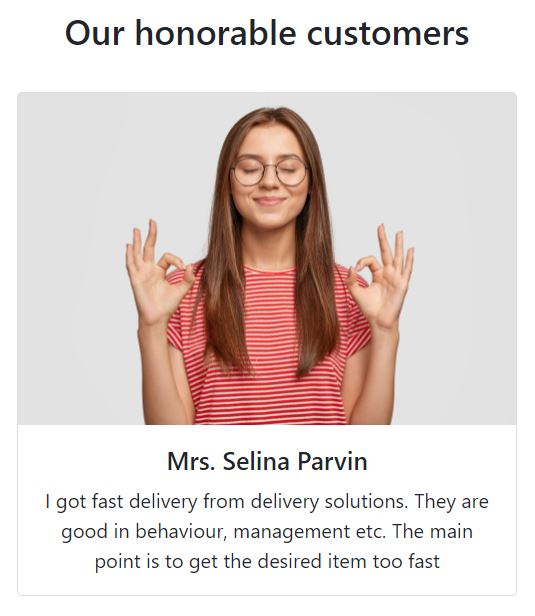 Our honorable customers
Mrs. Selina Parvin
I got fast delivery from delivery solutions. They are
good in behaviour, management etc. The main
point is to get the desired item too fast